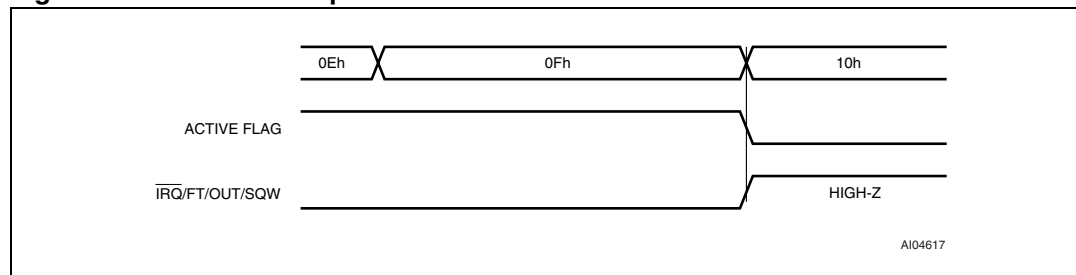 0Eh 0Fh 10h
ACTIVE FLAG
IRQ/FT/OUT/SQW HIGH-Z
AI04617